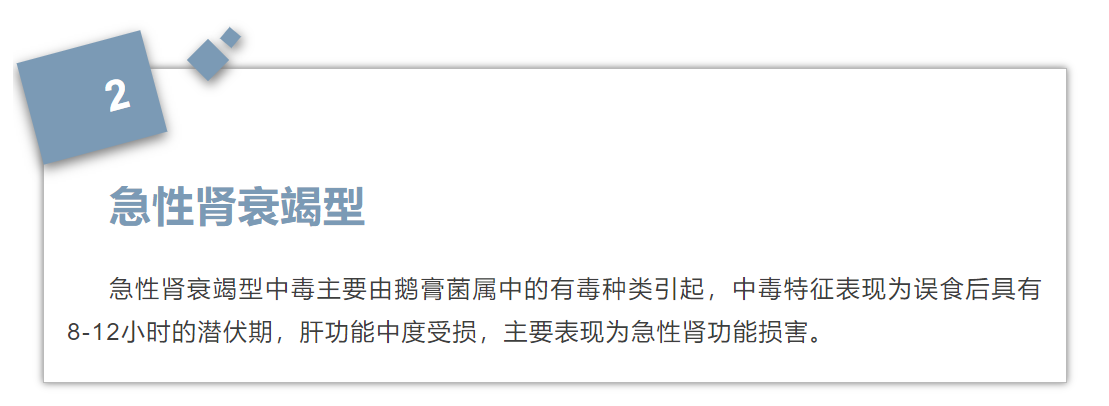 2
急性肾衰竭型
急性肾衰竭型中毒主要由鹅膏菌属中的有毒种类引起，中毒特征表现为误食后具有
8-12小时的潜伏期，肝功能中度受损，主要表现为急性肾功能损害。